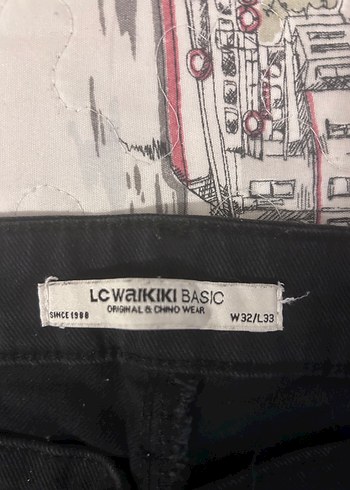 LC WAIKIKI BASIC
ORIGINAL & CHINO WEAR
SINCE 1988 W32/L33